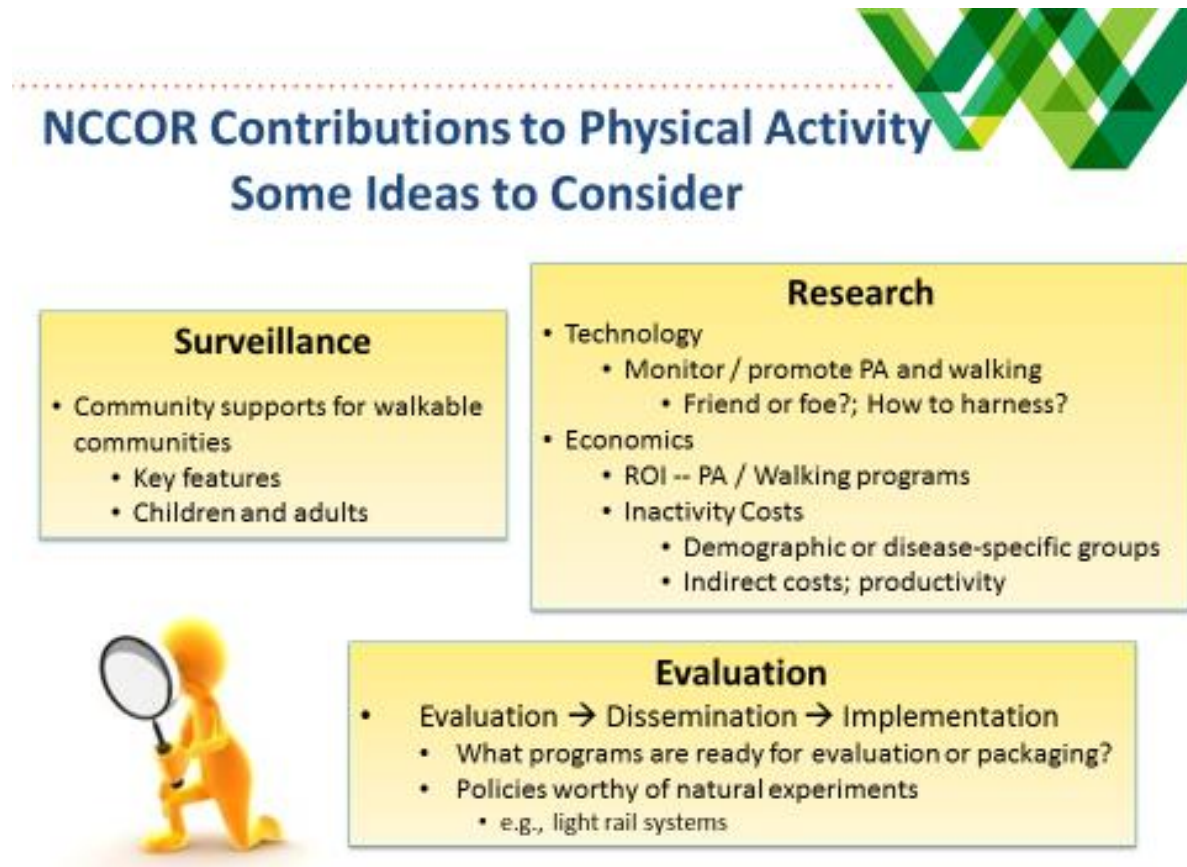 NCCOR Contributions to Physical Activity
Some Ideas to Consider
Surveillance
• Community supports for walkable
communities
• Key features
• Children and adults
Research
• Technology
• Monitor / promote PA and walking
• Friend or foe?; How to harness?
• Economics
• ROI -- PA / Walking programs
• Inactivity Costs
• Demographic or disease-specific groups
• Indirect costs; productivity
Evaluation
• Evaluation → Dissemination → Implementation
• What programs are ready for evaluation or packaging?
• Policies worthy of natural experiments
• e.g., light rail systems